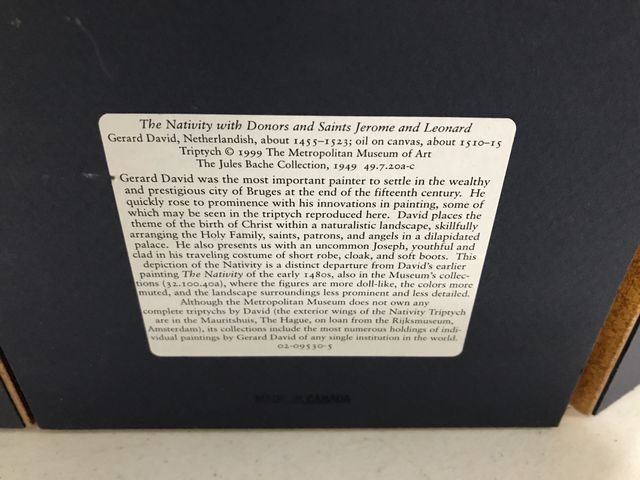 The Nativity with Donors and Saints Jerome and Leonard
Gerard David, Netherlandish, about 1455–1523; oil on canvas, about 1510–15
Triptych © 1999 The Metropolitan Museum of Art
The Jules Bache Collection, 1949 49.7.20a-c
Gerard David was the most important painter to settle in the wealthy
and prestigious city of Bruges at the end of the fifteenth century. He
quickly rose to prominence with his innovations in painting, some of
which may be seen in the triptych reproduced here. David places the
theme of the birth of Christ within a naturalistic landscape, skillfully
arranging the Holy Family, saints, patrons, and angels in a dilapidated
palace. He also presents us with an uncommon Joseph, youthful and
clad in his traveling costume of short robe, cloak, and soft boots. This
depiction of the Nativity is a distinct departure from David's earlier
painting The Nativity of the early 1480s, also in the Museum's collec-
tions (32.100.40a), where the figures are more doll-like, the colors more
muted, and the landscape surroundings less prominent and less detailed.
Although the Metropolitan Museum does not own any
complete triptychs by David (the exterior wings of the Nativity Triptych
are in the Mauritshuis, The Hague, on loan from the Rijksmuseum,
Amsterdam), its collections include the most numerous holdings of indi-
vidual paintings by Gerard David of any single institution in the world.
02-09530-5
MADE IN CANADA